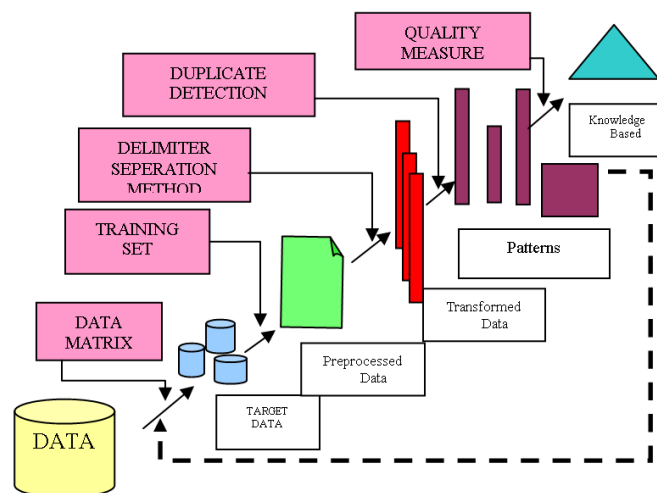 QUALITY
MEASURE
DUPLICATE
DETECTION
Knowledge
Based
DELIMITER
SEPERATION
METHOD
TRAINING
SET
Patterns
Transformed
Data
DATA
MATRIX
Preprocessed
Data
TARGET
DATA
DATA